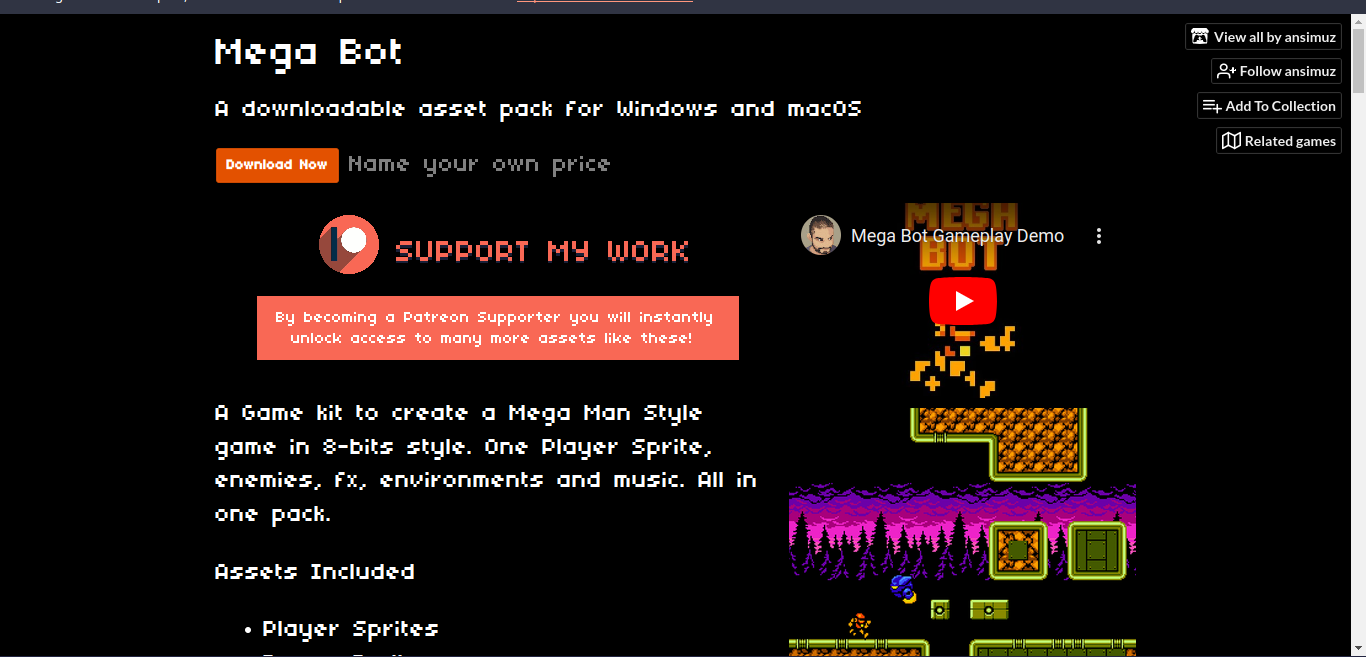 Mega Bot
A downloadable asset pack for Windows and macOS
Download Now Name your own price
View all by ansimuz
Follow ansimuz
Add To Collection
Related games
SUPPORT MY WORK
By becoming a Patreon Supporter you will instantly
unlock access to many more assets like these!
MEGA
BOT
Mega Bot Gameplay Demo
A Game kit to create a Mega Man Style
game in 8-bits style. One Player Sprite,
enemies, fx, environments and music. All in
one pack.
Assets Included
• Player Sprites